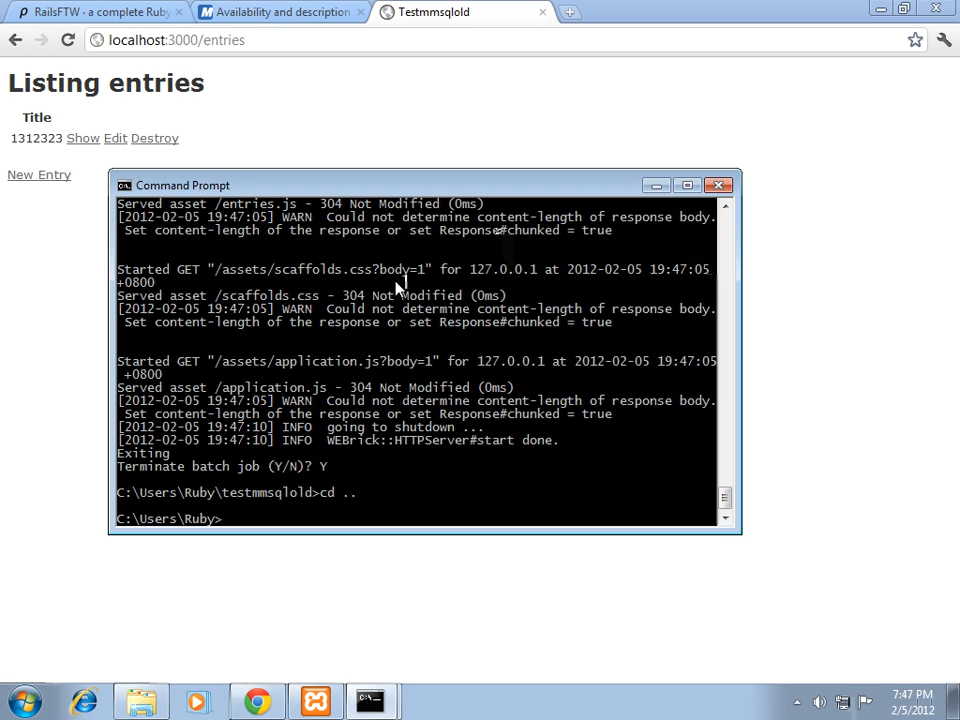 RailsFTW · a complete Ruby
Availability and description
Testmmsqlold
localhost:3000/entries
Listing entries
Title
1312323 Show Edit Destroy
New Entry
Command Prompt
Served asset /entries.js - 304 Not Modified (0ms)
[2012-02-05 19:47:05] WARN  Could not determine content-length of response body.
Set content-length of the response or set Response#chunked = true
Started GET "/assets/scaffolds.css?body=1" for 127.0.0.1 at 2012-02-05 19:47:05
+0800
Served asset /scaffolds.css - 304 Not Modified (0ms)
[2012-02-05 19:47:05] WARN  Could not determine content-length of response body.
Set content-length of the response or set Response#chunked = true
Started GET "/assets/application.js?body=1" for 127.0.0.1 at 2012-02-05 19:47:05
+0800
Served asset /application.js - 304 Not Modified (0ms)
[2012-02-05 19:47:05] WARN  Could not determine content-length of response body.
Set content-length of the response or set Response#chunked = true
[2012-02-05 19:47:10] INFO  going to shutdown ...
[2012-02-05 19:47:10] INFO  WEBrick::HTTPServer#start done.
Exiting
Terminate batch job (Y/N)? Y
C:\Users\Ruby\testmmsqlold>cd ..
C:\Users\Ruby>
7:47 PM
2/5/2012